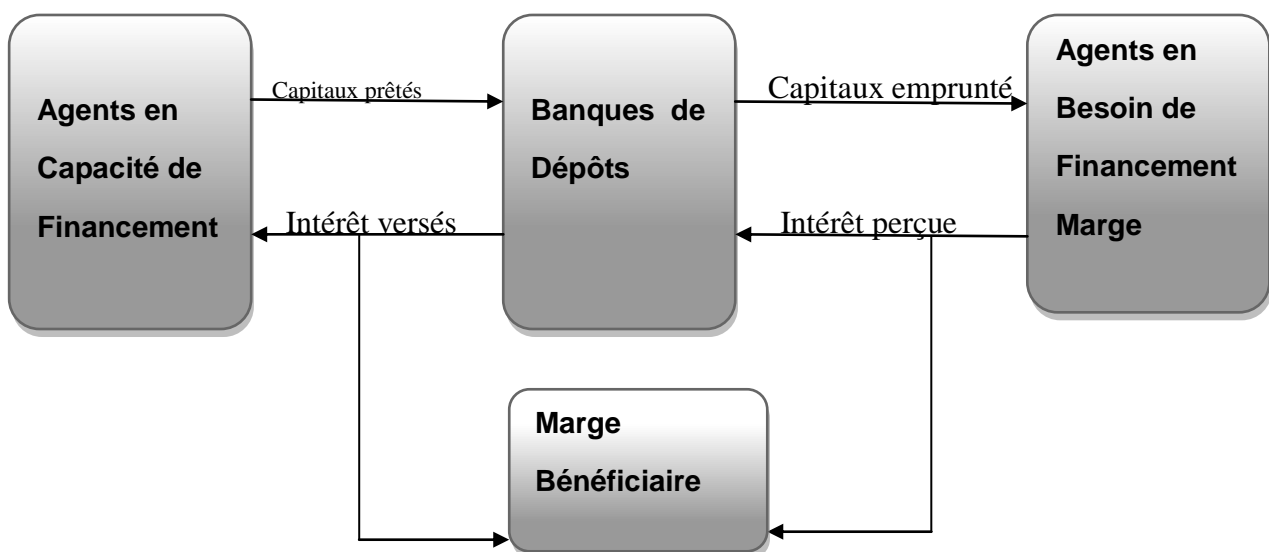 Agents en
Capacité de
Financement
Capitaux prêtés
Intérêt versés
Banques de
Dépôts
Capitaux emprunté
Intérêt perçue
Agents en
Besoin de
Financement
Marge
Marge
Bénéficiaire